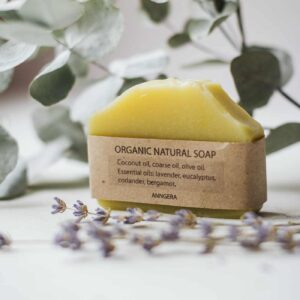 ORGANIC NATURAL SOAP
Coconut oil, coarse oil, olive oil.
Essential oils: lavender, eucalyptus,
coriander, bergamot.
ANNGERA